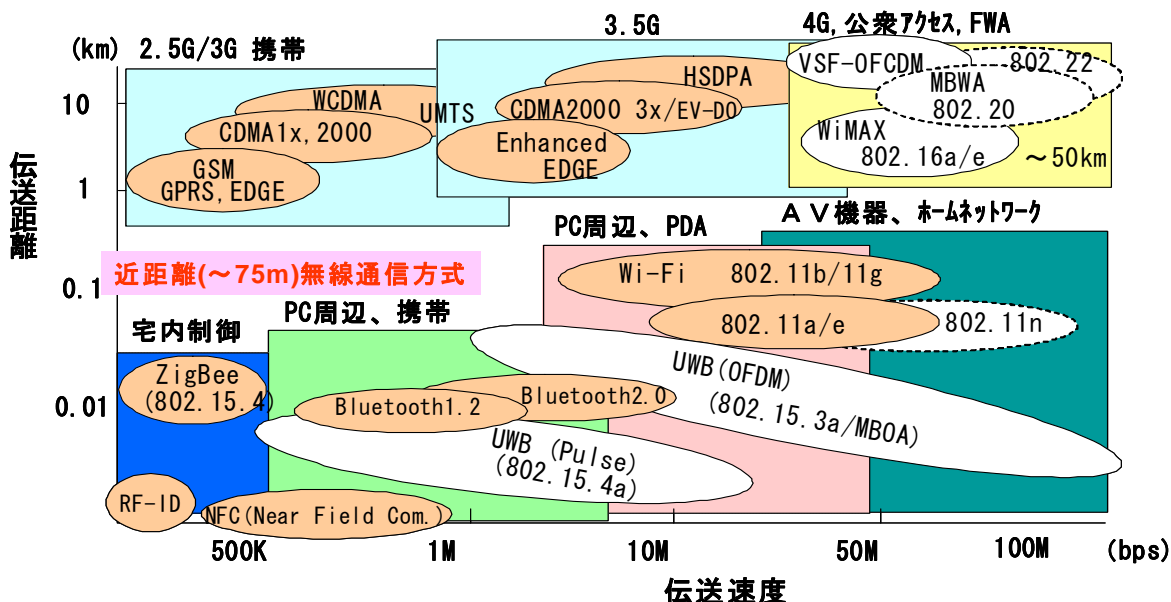 3.5G
4G, 公衆アクセス, FWA
(km)
2.5G/3G 携帯
VSF-OFCDM
802.22
HSDPA
MBWA
802.20
WCDMA
UMTS
10
CDMA2000 3x/EV-DO
CDMA1x, 2000
WiMAX
802.16a/e
～50km
Enhanced
EDGE
GSM
GPRS, EDGE
1
伝送距離
PC周辺、PDA
ＡＶ機器、ホームネットワーク
近距離(～75m)無線通信方式
Wi-Fi 802.11b/11g
0.1
PC周辺、携帯
802.11a/e
802.11n
宅内制御
UWB(OFDM)
(802.15.3a/MBOA)
ZigBee
(802.15.4)
0.01
Bluetooth1.2
Bluetooth2.0
UWB (Pulse)
(802.15.4a)
RF-ID
NFC(Near Field Com.)
500K
1M
10M
50M
100M
(bps)
伝送速度